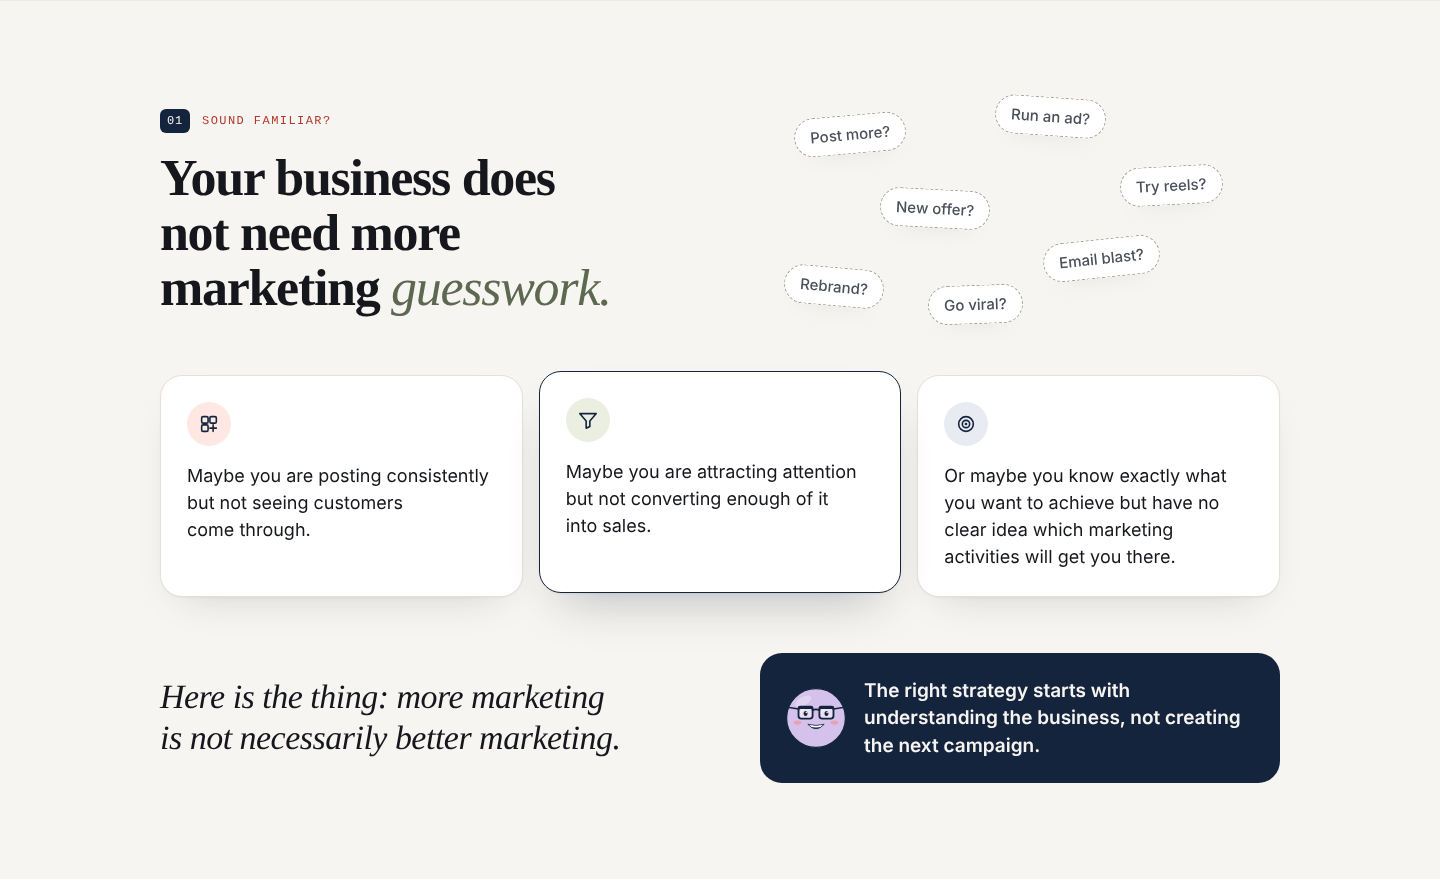 01 SOUND FAMILIAR?
Your business does
not need more
marketing guesswork.
Post more?
Run an ad?
Try reels?
New offer?
Email blast?
Rebrand?
Go viral?
Maybe you are posting consistently
but not seeing customers
come through.
Maybe you are attracting attention
but not converting enough of it
into sales.
Or maybe you know exactly what
you want to achieve but have no
clear idea which marketing
activities will get you there.
Here is the thing: more marketing
is not necessarily better marketing.
The right strategy starts with
understanding the business, not creating
the next campaign.